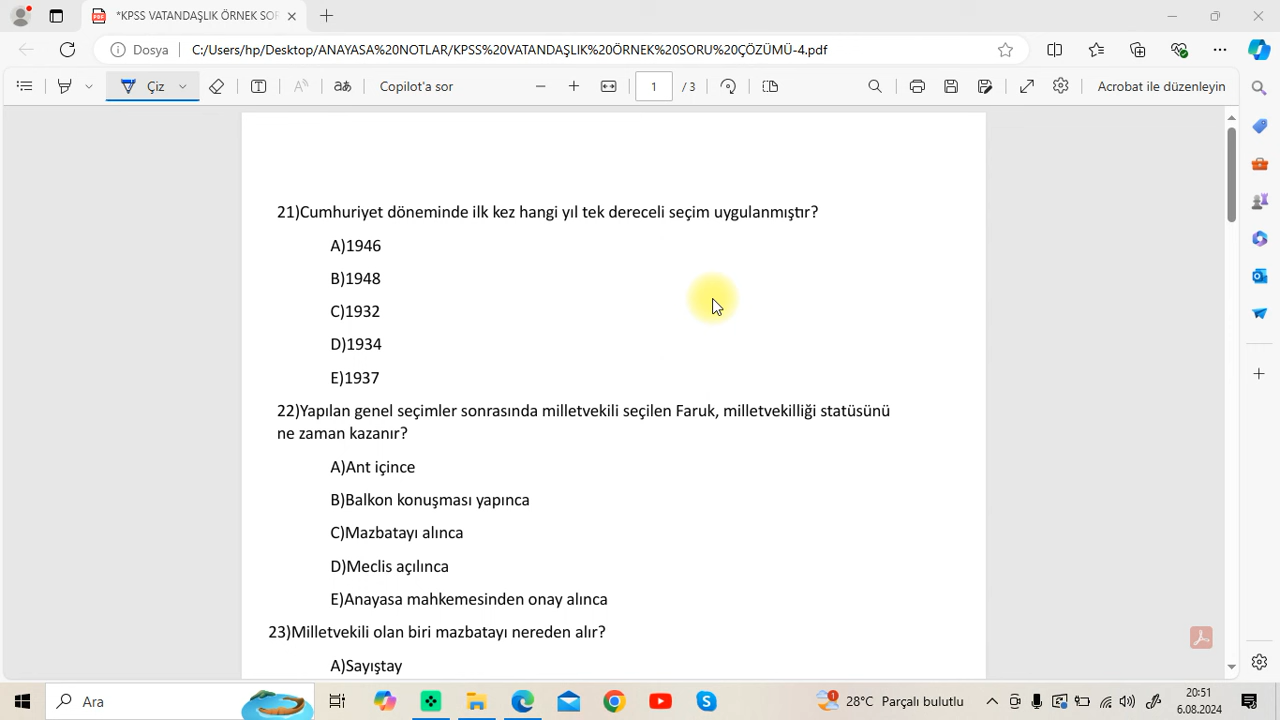 *KPSS VATANDAŞLIK ÖRNEK SOR
Dosya
C:/Users/hp/Desktop/ANAYASA%20NOTLAR/KPSS%20VATANDAŞLIK%20ÖRNEK%20SORU%20ÇÖZÜMÜ-4.pdf
Çiz
aあ
Copilot'a sor
1 / 3
Acrobat ile düzenleyin
21)Cumhuriyet döneminde ilk kez hangi yıl tek dereceli seçim uygulanmıştır?
A)1946
B)1948
C)1932
D)1934
E)1937
22)Yapılan genel seçimler sonrasında milletvekili seçilen Faruk, milletvekilliği statüsünü
ne zaman kazanır?
A)Ant içince
B)Balkon konuşması yapınca
C)Mazbatayı alınca
D)Meclis açılınca
E)Anayasa mahkemesinden onay alınca
23)Milletvekili olan biri mazbatayı nereden alır?
A)Sayıştay
Ara
1
28°C Parçalı bulutlu
20:51
6.08.2024